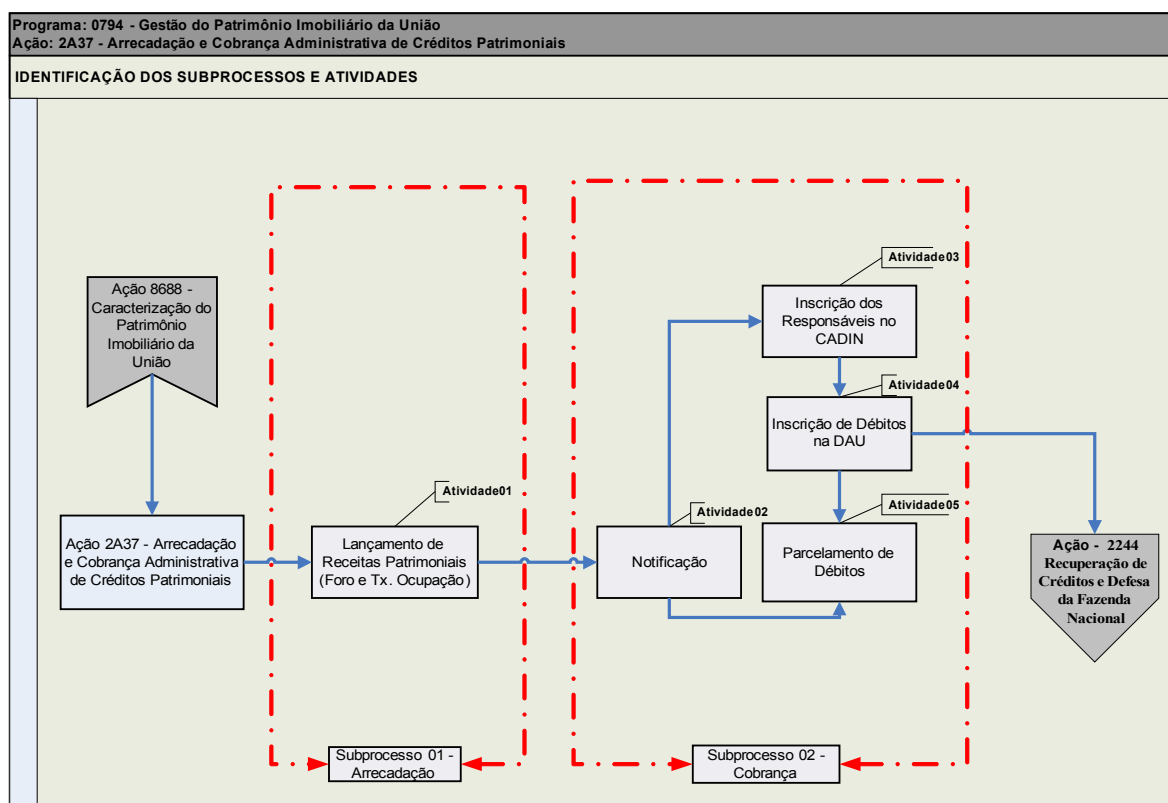 Programa: 0794 - Gestão do Patrimônio Imobiliário da União
Ação: 2A37 - Arrecadação e Cobrança Administrativa de Créditos Patrimoniais
IDENTIFICAÇÃO DOS SUBPROCESSOS E ATIVIDADES
Ação 8688 -
Caracterização do
Patrimônio
Imobiliário da
União
Ação 2A37 - Arrecadação
e Cobrança Administrativa
de Créditos Patrimoniais
Atividade01
Lançamento de
Receitas Patrimoniais
(Foro e Tx. Ocupação)
Subprocesso 01 -
Arrecadação
Atividade02
Notificação
Atividade03
Inscrição dos
Responsáveis no
CADIN
Atividade04
Inscrição de Débitos
na DAU
Atividade05
Parcelamento de
Débitos
Subprocesso 02 -
Cobrança
Ação - 2244
Recuperação de
Créditos e Defesa
da Fazenda
Nacional